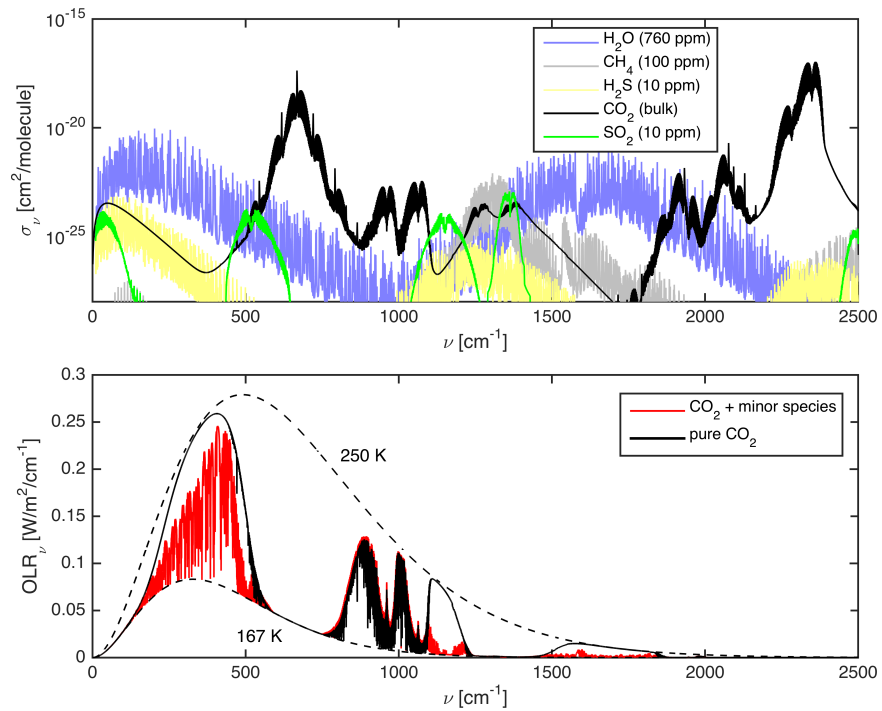 10⁻¹⁵
10⁻²⁰
10⁻²⁵
σᵥ [cm²/molecule]
H₂O (760 ppm)
CH₄ (100 ppm)
H₂S (10 ppm)
CO₂ (bulk)
SO₂ (10 ppm)
0 500 1000 1500 2000 2500
ν [cm⁻¹]
0.3
0.25
0.2
0.15
0.1
0.05
0
OLRᵥ [W/m²/cm⁻¹]
CO₂ + minor species
pure CO₂
250 K
167 K
0 500 1000 1500 2000 2500
ν [cm⁻¹]